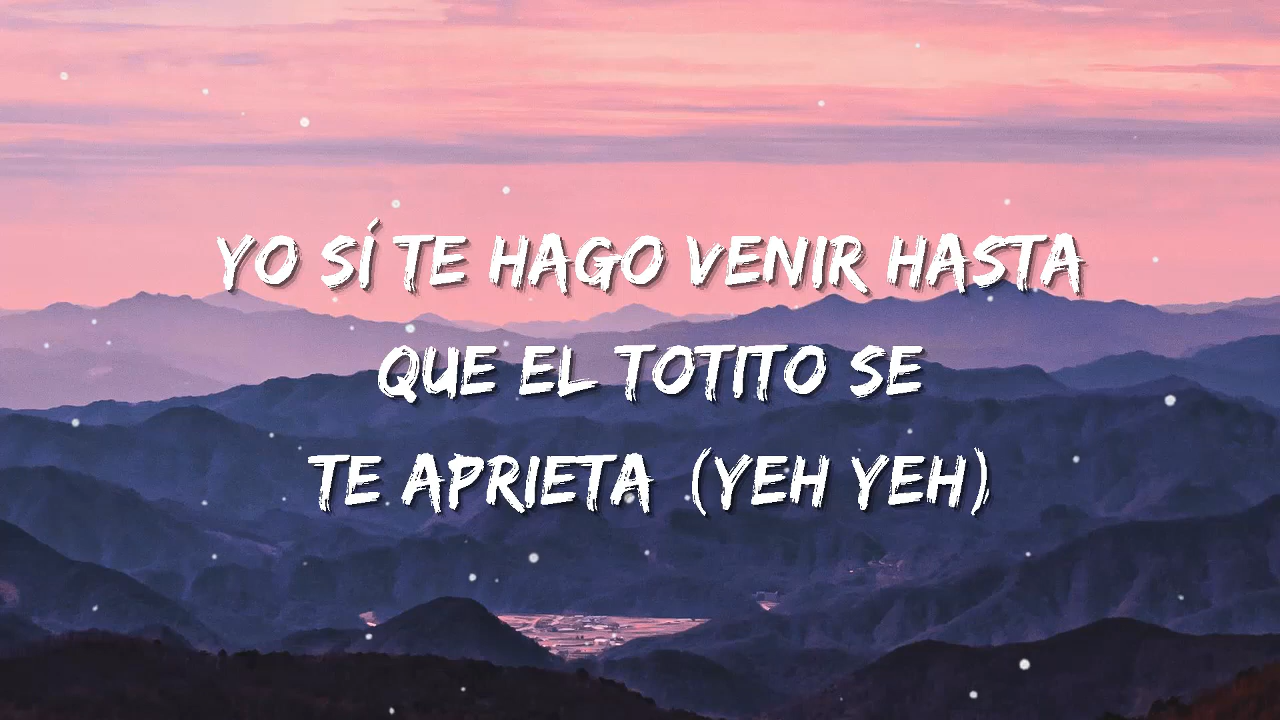 YO SÍ TE HAGO VENIR HASTA
QUE EL TOTITO SE
TE APRIETA (YEH YEH)